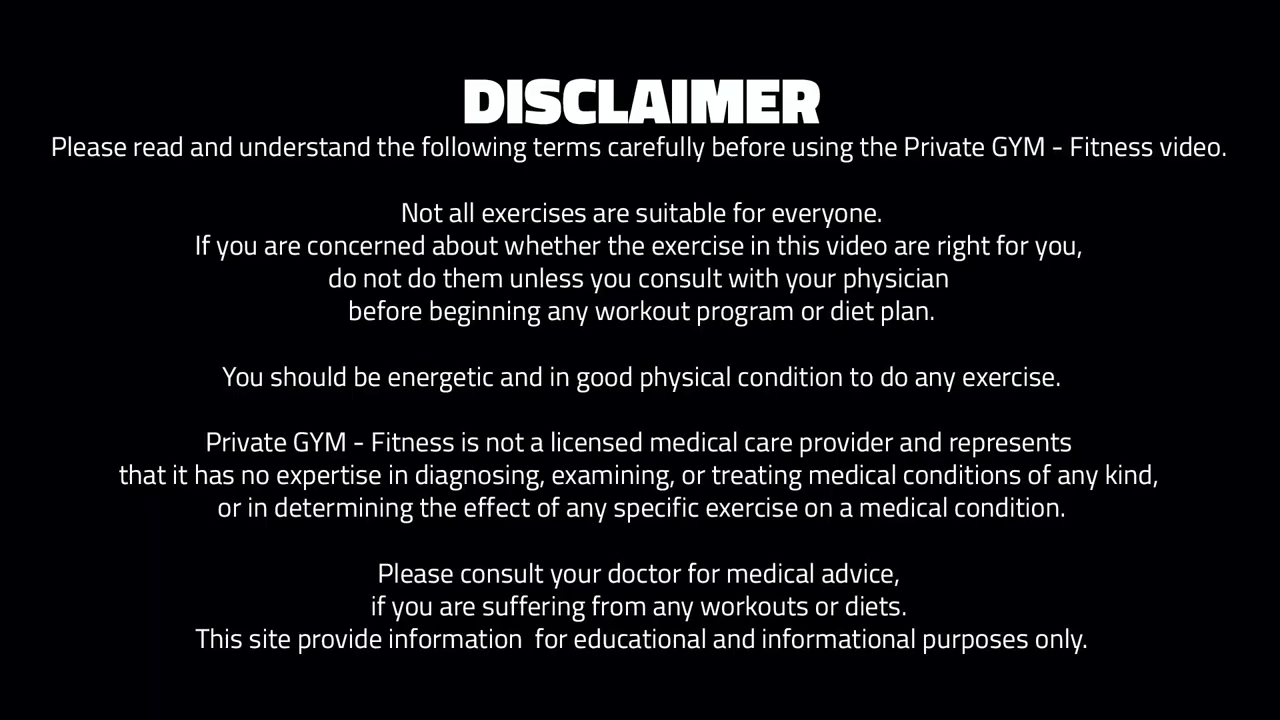 DISCLAIMER
Please read and understand the following terms carefully before using the Private GYM - Fitness video.
Not all exercises are suitable for everyone.
If you are concerned about whether the exercise in this video are right for you,
do not do them unless you consult with your physician
before beginning any workout program or diet plan.
You should be energetic and in good physical condition to do any exercise.
Private GYM - Fitness is not a licensed medical care provider and represents
that it has no expertise in diagnosing, examining, or treating medical conditions of any kind,
or in determining the effect of any specific exercise on a medical condition.
Please consult your doctor for medical advice,
if you are suffering from any workouts or diets.
This site provide information  for educational and informational purposes only.